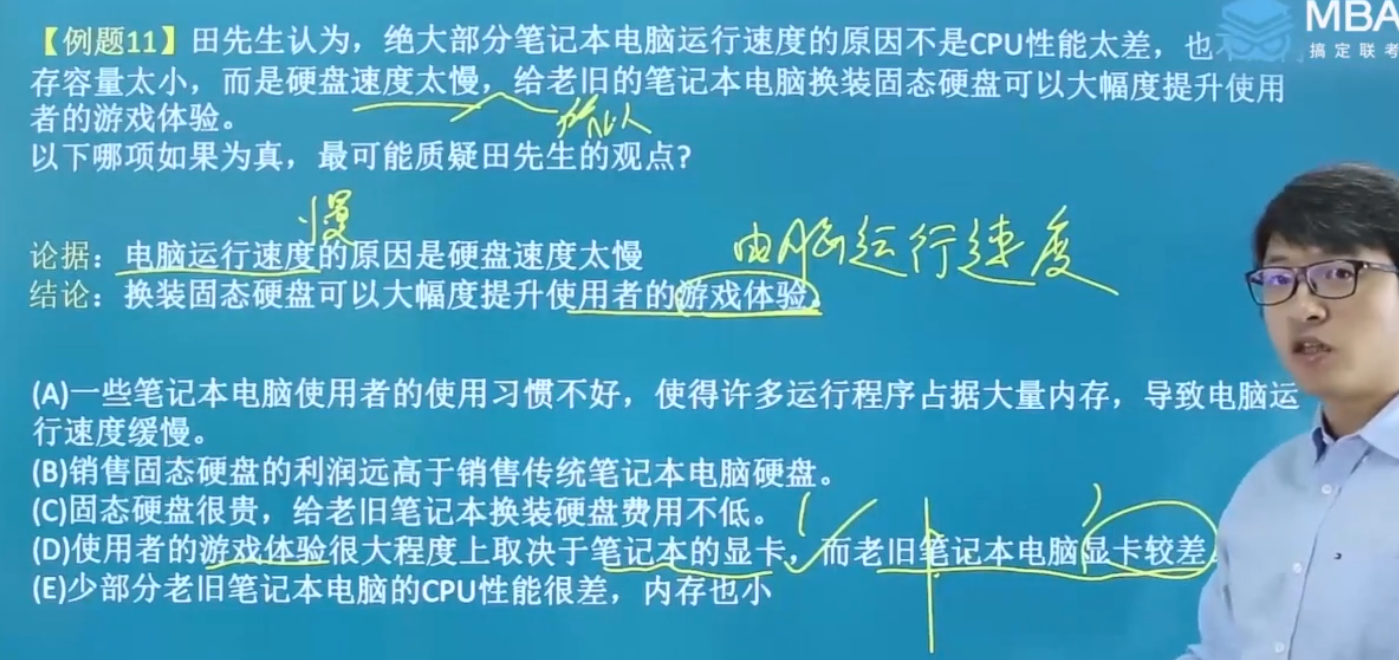 【例题11】田先生认为，绝大部分笔记本电脑运行速度的原因不是CPU性能太差，也
MBA
搞定联考
存容量太小，而是硬盘速度太慢，给老旧的笔记本电脑换装固态硬盘可以大幅度提升使用
者的游戏体验。
以下哪项如果为真，最可能质疑田先生的观点?
慢
论据：电脑运行速度的原因是硬盘速度太慢
电脑运行速度
结论：换装固态硬盘可以大幅度提升使用者的游戏体验。
(A)一些笔记本电脑使用者的使用习惯不好，使得许多运行程序占据大量内存，导致电脑运
行速度缓慢。
(B)销售固态硬盘的利润远高于销售传统笔记本电脑硬盘。
(C)固态硬盘很贵，给老旧笔记本换装硬盘费用不低。
(D)使用者的游戏体验很大程度上取决于笔记本的显卡，而老旧笔记本电脑显卡较差
(E)少部分老旧笔记本电脑的CPU性能很差，内存也小